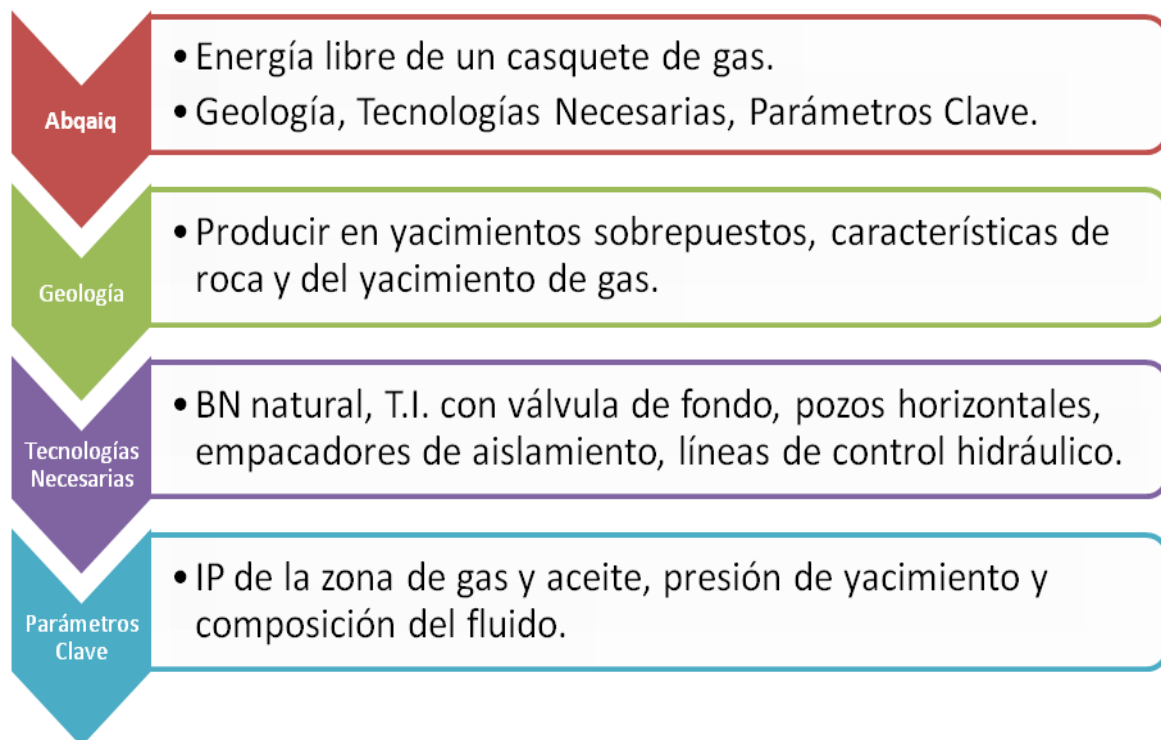 Abqaiq
• Energía libre de un casquete de gas.
• Geología, Tecnologías Necesarias, Parámetros Clave.
Geología
• Producir en yacimientos sobrepuestos, características de
roca y del yacimiento de gas.
Tecnologías
Necesarias
• BN natural, T.I. con válvula de fondo, pozos horizontales,
empacadores de aislamiento, líneas de control hidráulico.
Parámetros
Clave
• IP de la zona de gas y aceite, presión de yacimiento y
composición del fluido.